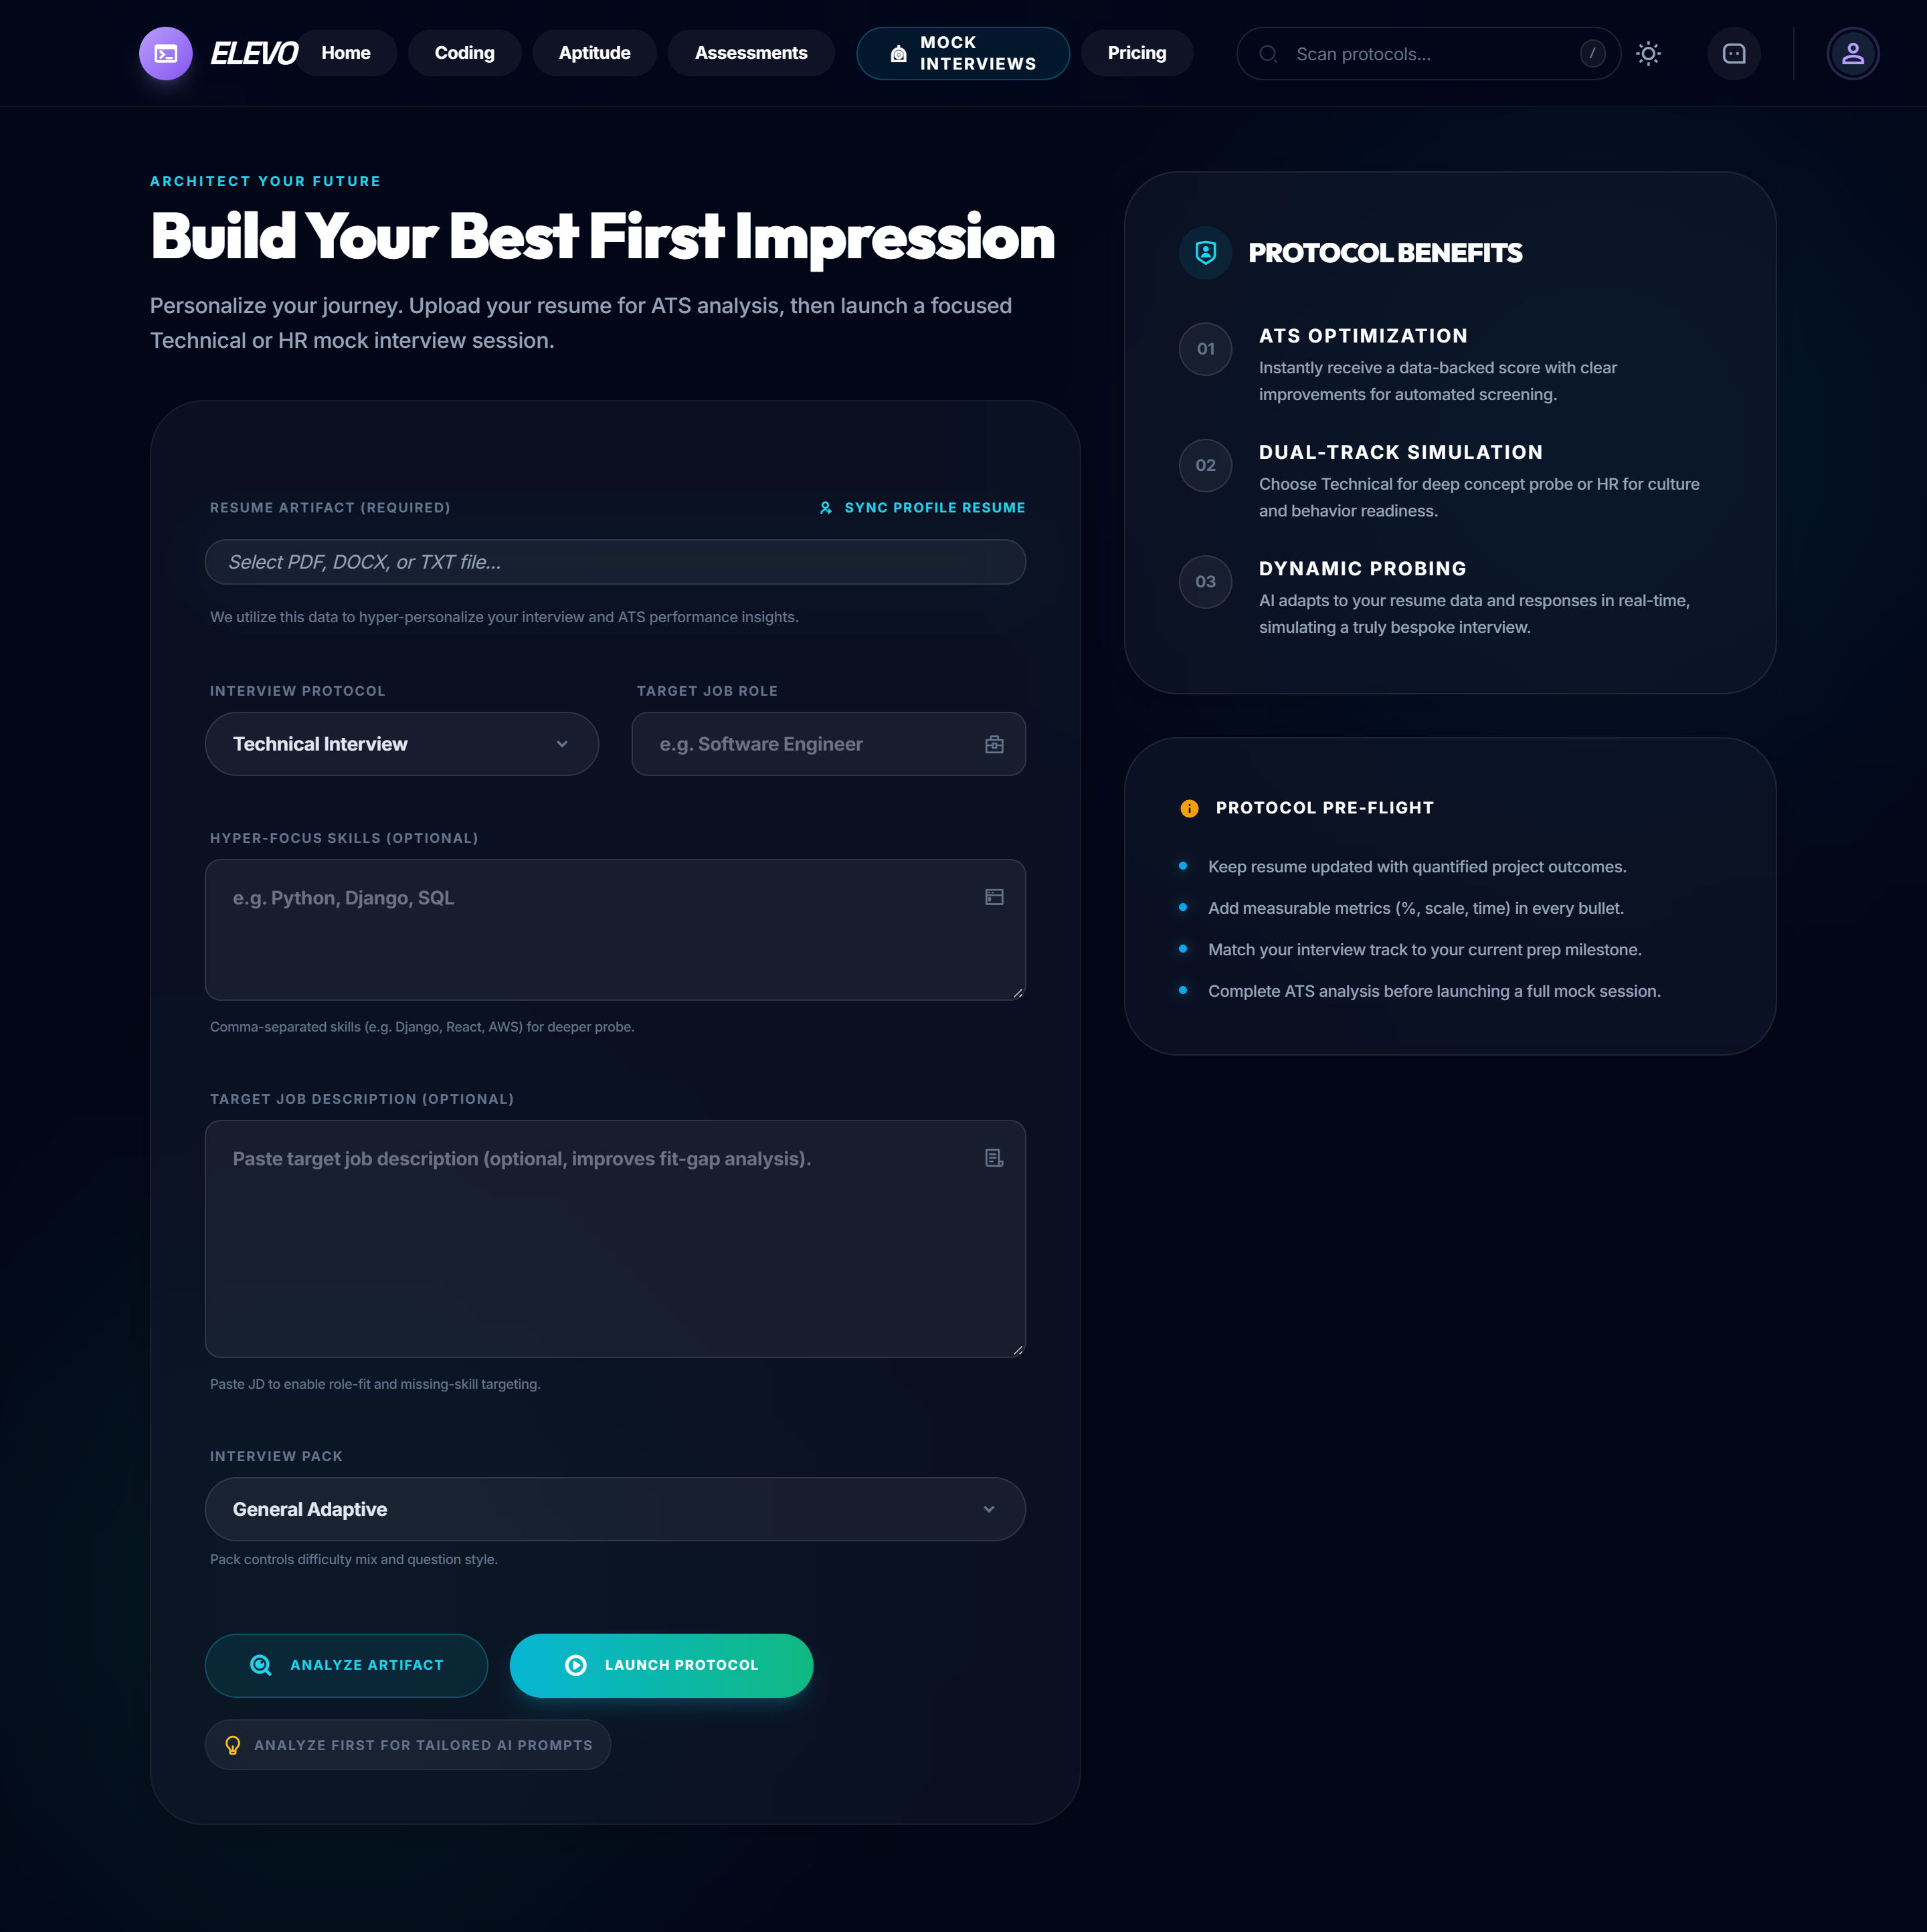 ELEVO
Home
Coding
Aptitude
Assessments
MOCK
INTERVIEWS
Pricing
Scan protocols...
/
ARCHITECT YOUR FUTURE
Build Your Best First Impression
Personalize your journey. Upload your resume for ATS analysis, then launch a focused
Technical or HR mock interview session.
RESUME ARTIFACT (REQUIRED)
SYNC PROFILE RESUME
Select PDF, DOCX, or TXT file...
We utilize this data to hyper-personalize your interview and ATS performance insights.
INTERVIEW PROTOCOL
TARGET JOB ROLE
Technical Interview
e.g. Software Engineer
HYPER-FOCUS SKILLS (OPTIONAL)
e.g. Python, Django, SQL
Comma-separated skills (e.g. Django, React, AWS) for deeper probe.
TARGET JOB DESCRIPTION (OPTIONAL)
Paste target job description (optional, improves fit-gap analysis).
Paste JD to enable role-fit and missing-skill targeting.
INTERVIEW PACK
General Adaptive
Pack controls difficulty mix and question style.
ANALYZE ARTIFACT
LAUNCH PROTOCOL
ANALYZE FIRST FOR TAILORED AI PROMPTS
PROTOCOL BENEFITS
01
ATS OPTIMIZATION
Instantly receive a data-backed score with clear
improvements for automated screening.
02
DUAL-TRACK SIMULATION
Choose Technical for deep concept probe or HR for culture
and behavior readiness.
03
DYNAMIC PROBING
AI adapts to your resume data and responses in real-time,
simulating a truly bespoke interview.
PROTOCOL PRE-FLIGHT
Keep resume updated with quantified project outcomes.
Add measurable metrics (%, scale, time) in every bullet.
Match your interview track to your current prep milestone.
Complete ATS analysis before launching a full mock session.